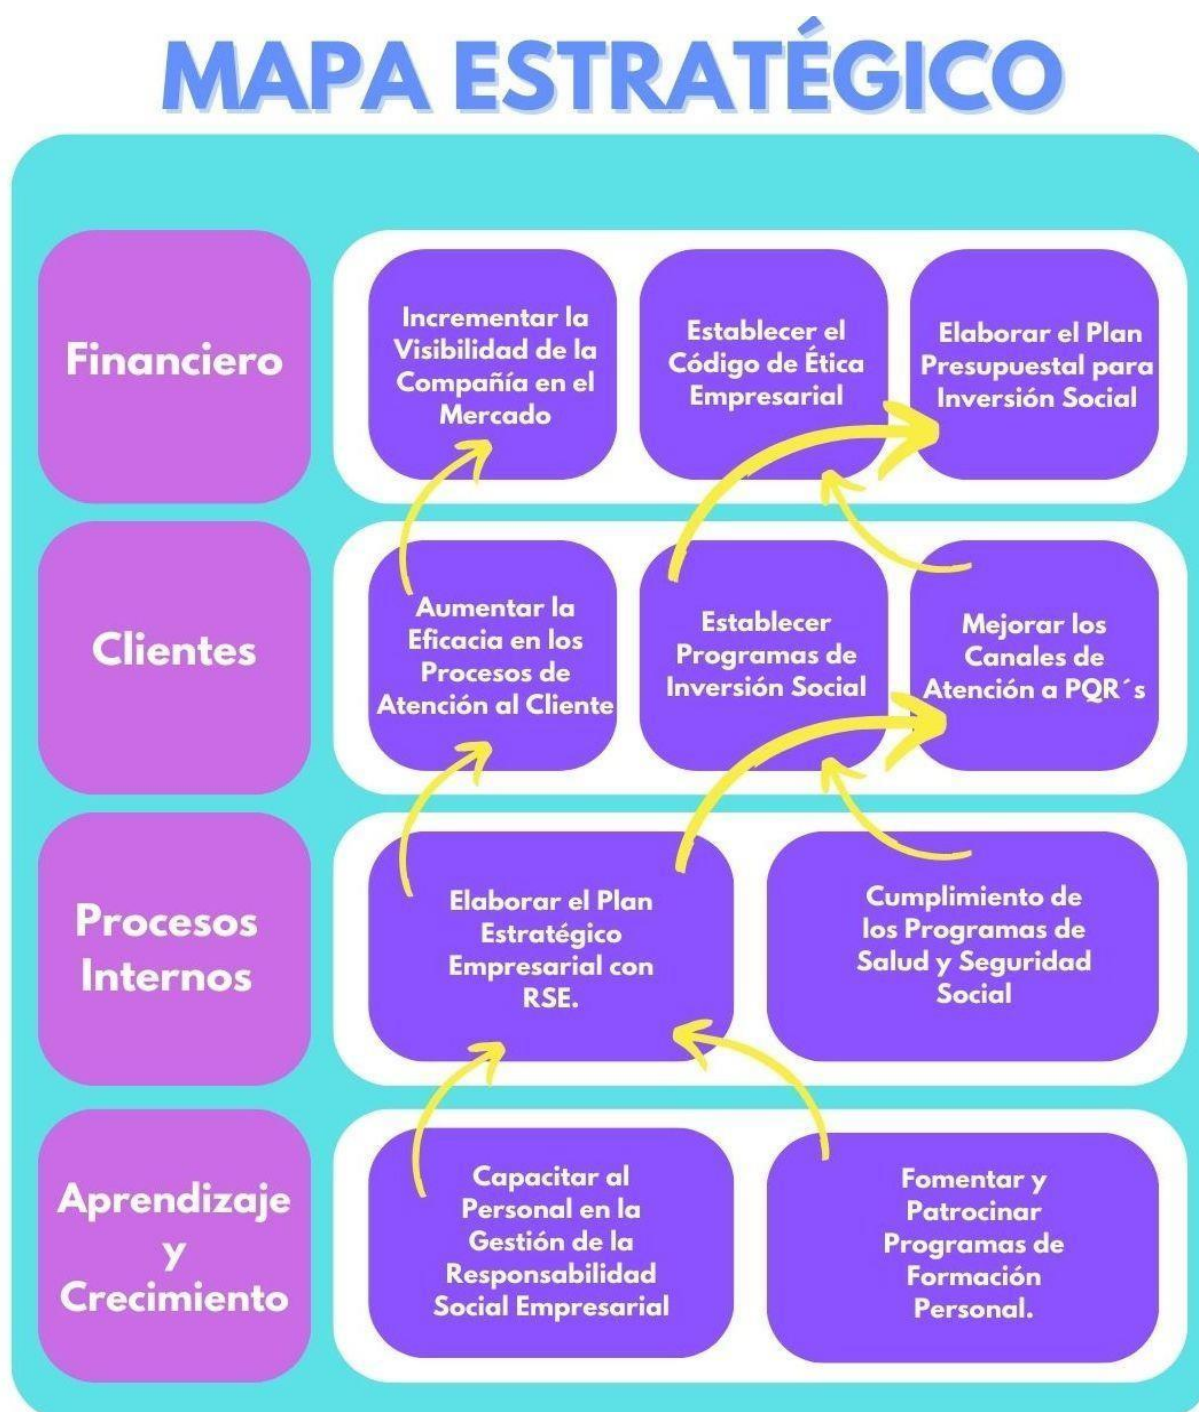 MAPA ESTRATÉGICO
Financiero
Incrementar la
Visibilidad de la
Compañía en el
Mercado
Establecer el
Código de Ética
Empresarial
Elaborar el Plan
Presupuestal para
Inversión Social
Clientes
Aumentar la
Eficacia en los
Procesos de
Atención al Cliente
Establecer
Programas de
Inversión Social
Mejorar los
Canales de
Atención a PQR´s
Procesos
Internos
Elaborar el Plan
Estratégico
Empresarial con
RSE.
Cumplimiento de
los Programas de
Salud y Seguridad
Social
Aprendizaje
y
Crecimiento
Capacitar al
Personal en la
Gestión de la
Responsabilidad
Social Empresarial
Fomentar y
Patrocinar
Programas de
Formación
Personal.